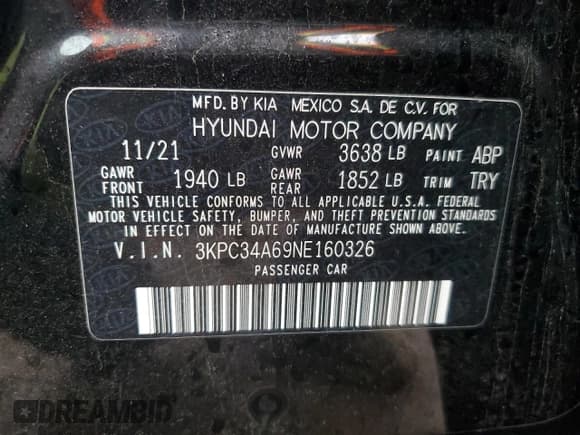 MFD. BY KIA MEXICO S.A. DE C.V. FOR
HYUNDAI MOTOR COMPANY
11/21 GVWR 3638 LB PAINT ABP
GAWR FRONT 1940 LB GAWR REAR 1852 LB TRIM TRY
THIS VEHICLE CONFORMS TO ALL APPLICABLE U.S.A. FEDERAL
MOTOR VEHICLE SAFETY, BUMPER, AND THEFT PREVENTION STANDARDS
IN EFFECT ON THE DATE OF MANUFACTURE SHOWN ABOVE.
V.I.N. 3KPC34A69NE160326
PASSENGER CAR
DREAMBID